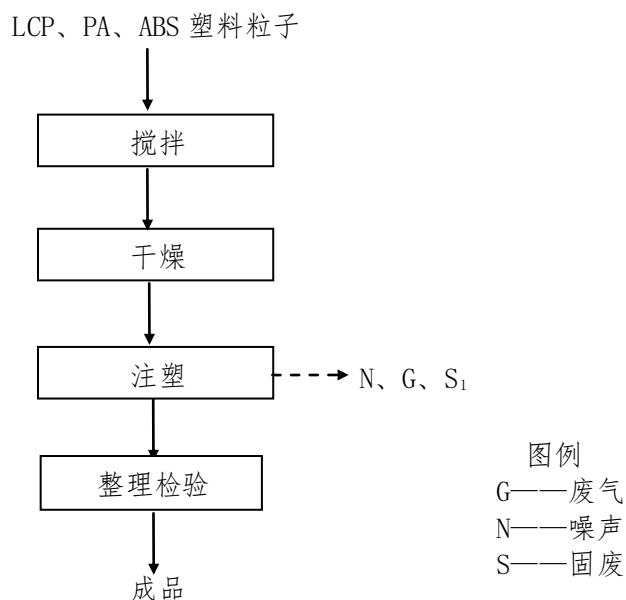 LCP、PA、ABS 塑料粒子
搅拌
干燥
注塑
N、G、S₁
整理检验
成品
图例
G——废气
N——噪声
S——固废